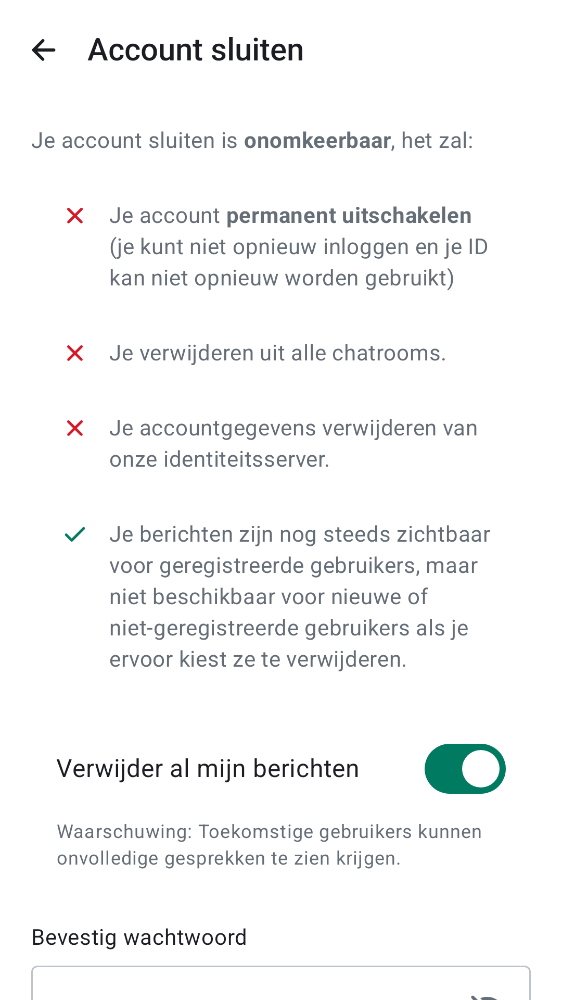 Account sluiten
Je account sluiten is onomkeerbaar, het zal:
Je account permanent uitschakelen
(je kunt niet opnieuw inloggen en je ID
kan niet opnieuw worden gebruikt)
Je verwijderen uit alle chatrooms.
Je accountgegevens verwijderen van
onze identiteitsserver.
Je berichten zijn nog steeds zichtbaar
voor geregistreerde gebruikers, maar
niet beschikbaar voor nieuwe of
niet-geregistreerde gebruikers als je
ervoor kiest ze te verwijderen.
Verwijder al mijn berichten
Waarschuwing: Toekomstige gebruikers kunnen
onvolledige gesprekken te zien krijgen.
Bevestig wachtwoord